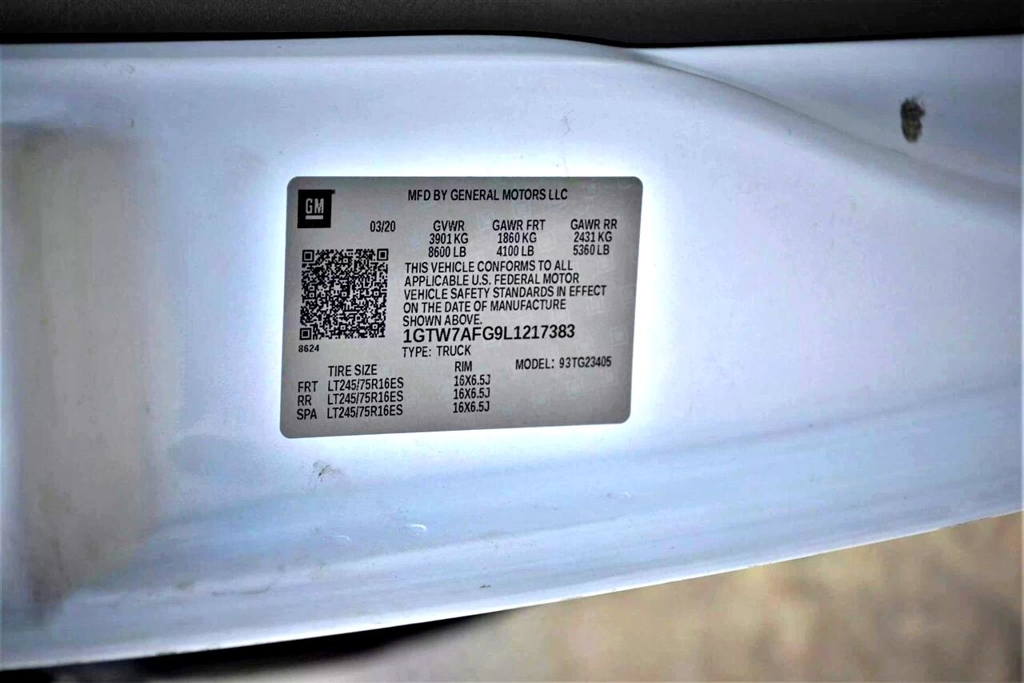 GM
MFD BY GENERAL MOTORS LLC
03/20 GVWR GAWR FRT GAWR RR
3901 KG 1860 KG 2431 KG
8600 LB 4100 LB 5360 LB
THIS VEHICLE CONFORMS TO ALL
APPLICABLE U.S. FEDERAL MOTOR
VEHICLE SAFETY STANDARDS IN EFFECT
ON THE DATE OF MANUFACTURE
SHOWN ABOVE.
1GTW7AFG9L1217383
8624
TYPE: TRUCK
MODEL: 93TG23405
TIRE SIZE RIM
FRT LT245/75R16ES 16X6.5J
RR LT245/75R16ES 16X6.5J
SPA LT245/75R16ES 16X6.5J